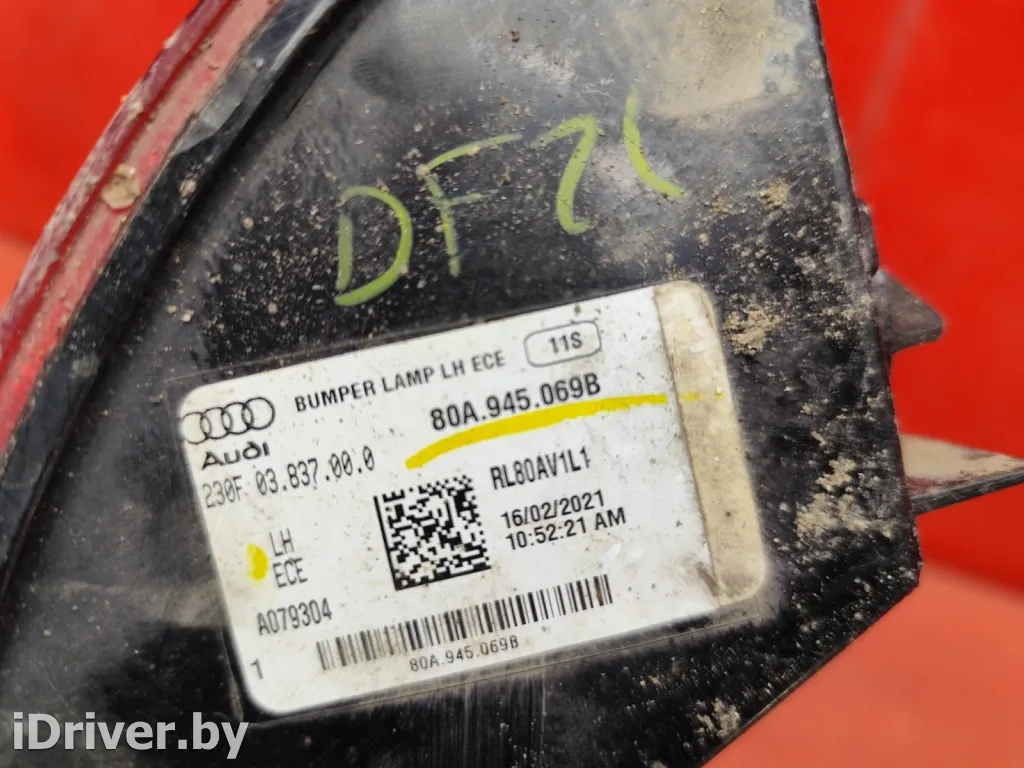 DF21
BUMPER LAMP LH ECE 11S
80A.945.069B
Audi
230F 03.837.00.0
RL80AV1L1
16/02/2021
10:52:21 AM
LH
ECE
A079304
1
80A.945.069B
iDriver.by